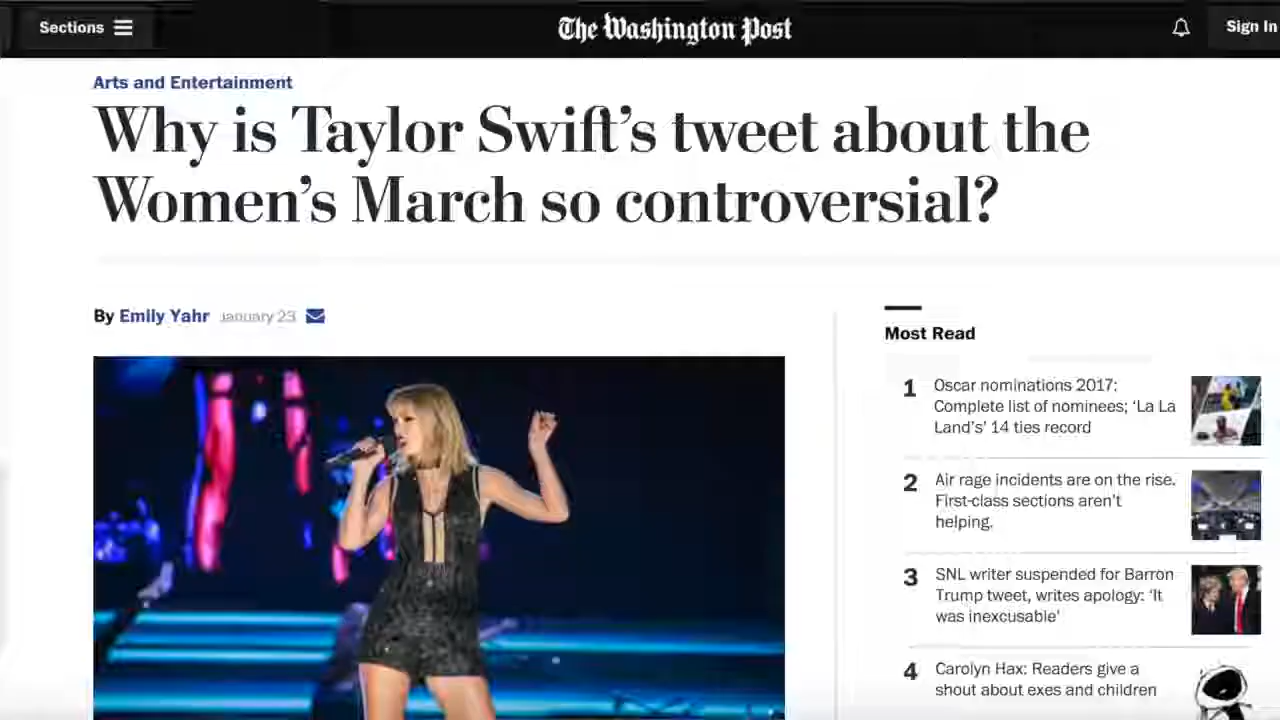 Sections
The Washington Post
Sign In
Arts and Entertainment
Why is Taylor Swift's tweet about the
Women's March so controversial?
By Emily Yahr January 23
Most Read
1 Oscar nominations 2017:
Complete list of nominees; 'La La
Land's' 14 ties record
2 Air rage incidents are on the rise.
First-class sections aren't
helping.
3 SNL writer suspended for Barron
Trump tweet, writes apology: 'It
was inexcusable'
4 Carolyn Hax: Readers give a
shout about exes and children